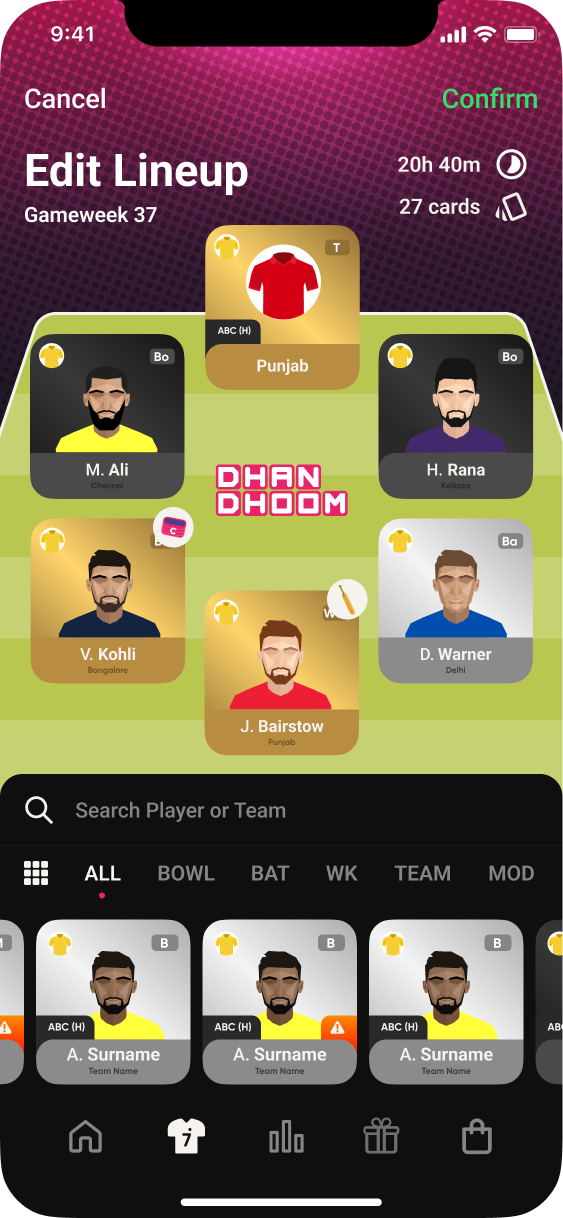 9:41
Cancel
Confirm
Edit Lineup
Gameweek 37
20h 40m
27 cards
T
ABC (H)
Punjab
Bo
M. Ali
Chennai
Bo
H. Rana
Kolkata
DHAN
DHOOM
C
V. Kohli
Bangalore
Ba
D. Warner
Delhi
J. Bairstow
Punjab
Search Player or Team
ALL BOWL BAT WK TEAM MOD
B
ABC (H)
A. Surname
Team Name
B
ABC (H)
A. Surname
Team Name
B
ABC (H)
A. Surname
Team Name
7